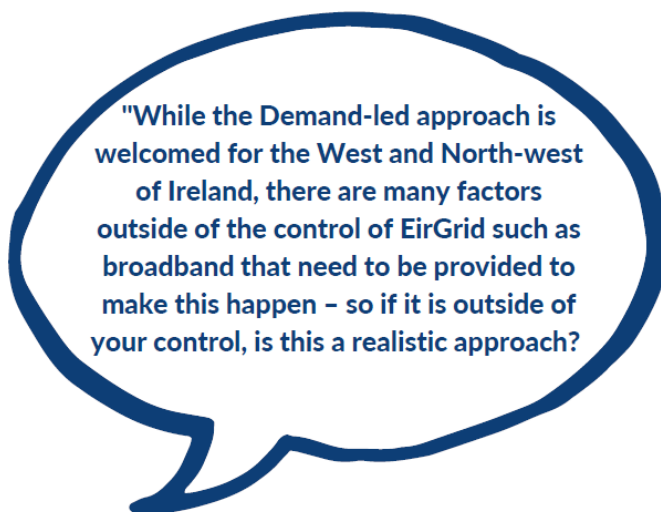 "While the Demand-led approach is
welcomed for the West and North-west
of Ireland, there are many factors
outside of the control of EirGrid such as
broadband that need to be provided to
make this happen – so if it is outside of
your control, is this a realistic approach?